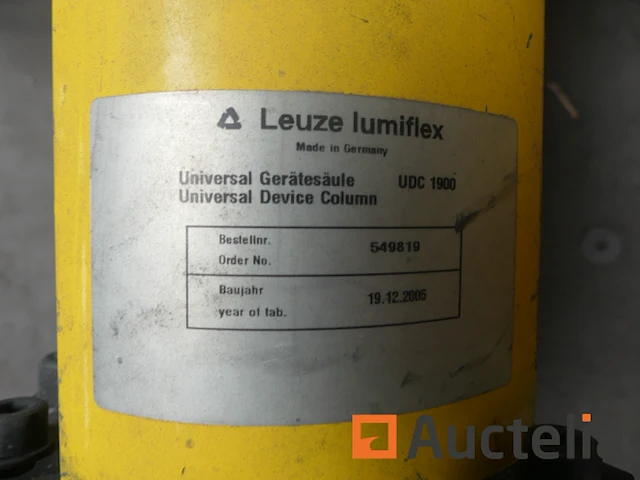 Leuze lumiflex
Made in Germany
Universal Gerätesäule UDC 1900
Universal Device Column
Bestellnr.
Order No. 549819
Baujahr
year of fab. 19.12.2005
Aucteli